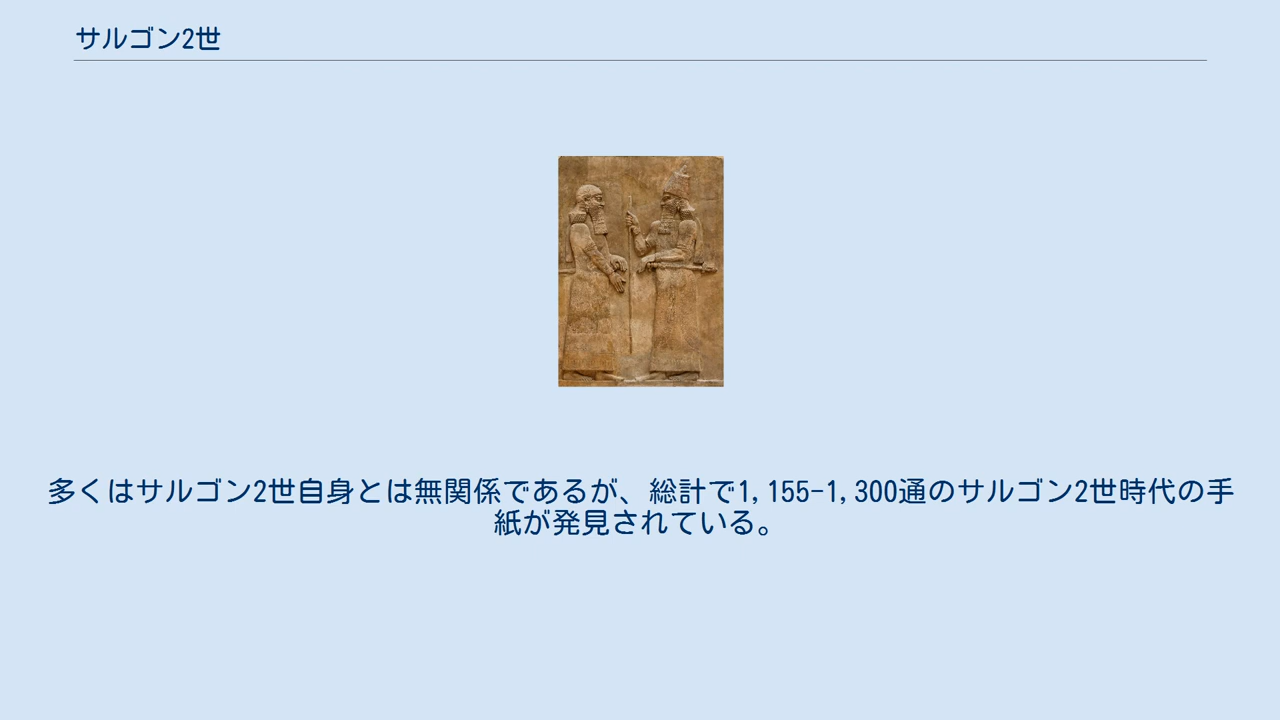 サルゴン2世
多くはサルゴン2世自身とは無関係であるが、総計で1,155-1,300通のサルゴン2世時代の手
紙が発見されている。